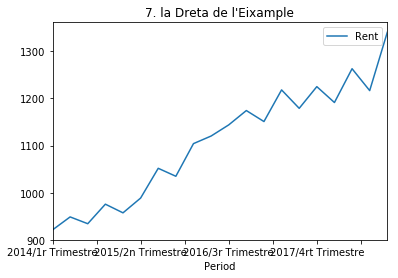 7. la Dreta de l'Eixample
Rent
1300
1200
1100
1000
900
2014/1r Trimestre 2015/2n Trimestre 2016/3r Trimestre 2017/4rt Trimestre
Period